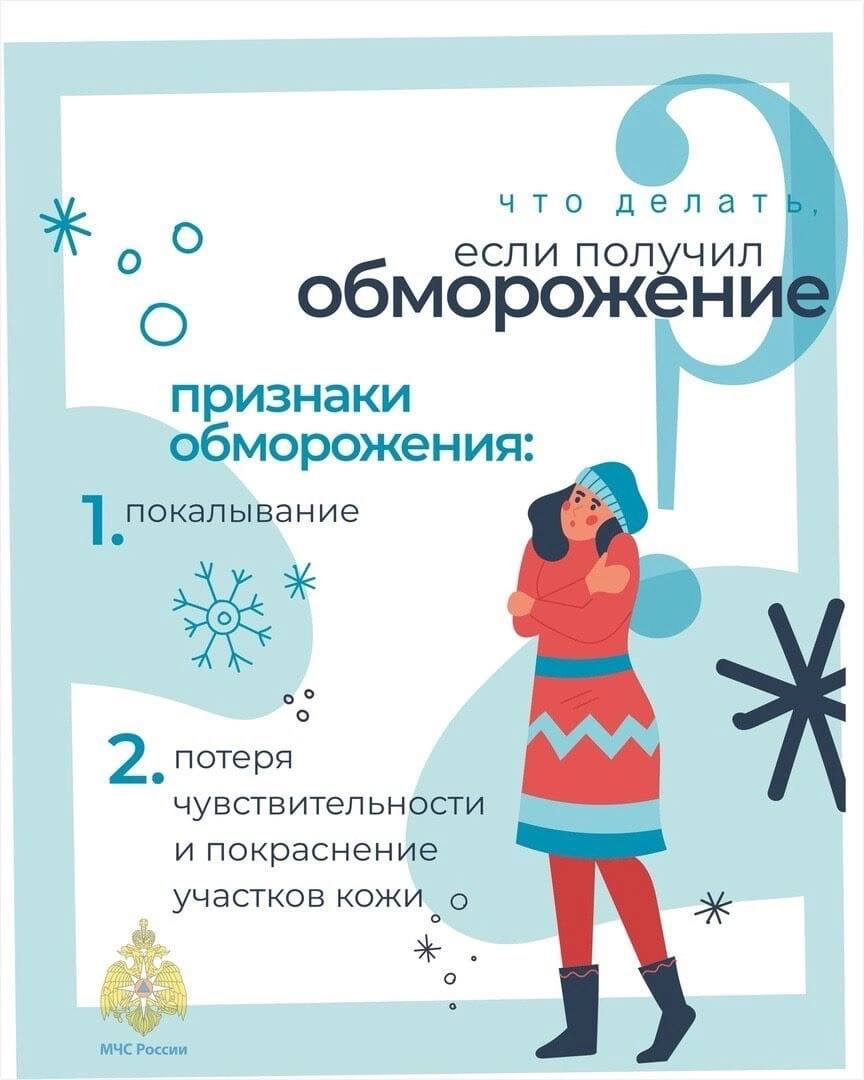 что делать,
если получил
обморожение
?
признаки
обморожения:
1. покалывание
2. потеря
чувствительности
и покраснение
участков кожи
МЧС России